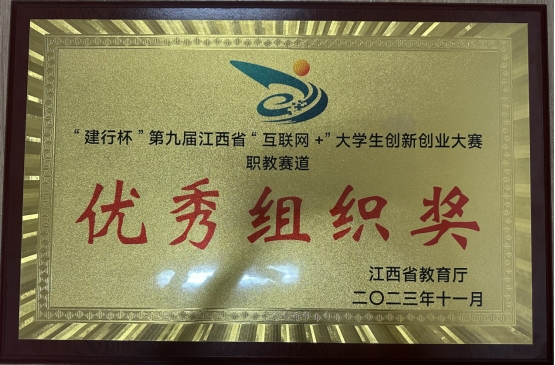 “建行杯”第九届江西省“互联网+”大学生创新创业大赛
职教赛道
优秀组织奖
江西省教育厅
二〇二三年十一月